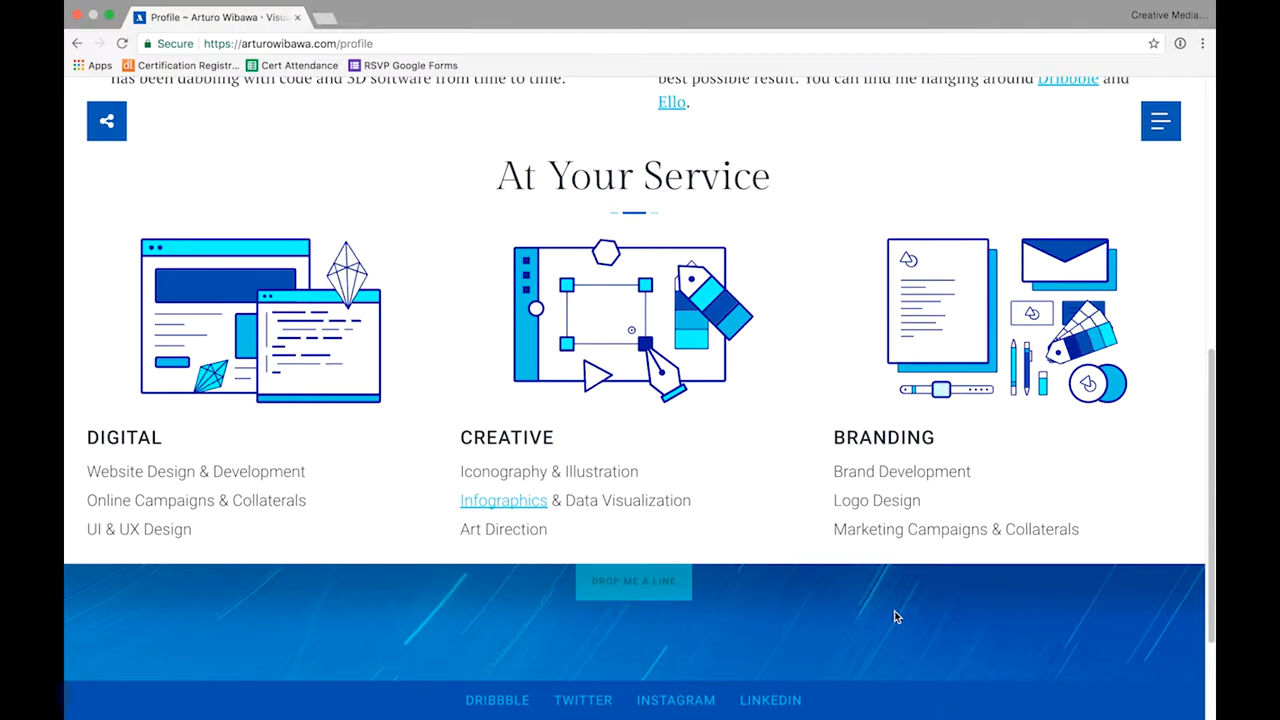 Profile ~ Arturo Wibawa · Visua
Creative Media…
Secure https://arturowibawa.com/profile
Apps Certification Registr… Cert Attendance RSVP Google Forms
has been dabbling with code and 3D software from time to time.
best possible result. You can find me hanging around Dribbble and
Ello.
At Your Service
DIGITAL
Website Design & Development
Online Campaigns & Collaterals
UI & UX Design
CREATIVE
Iconography & Illustration
Infographics & Data Visualization
Art Direction
BRANDING
Brand Development
Logo Design
Marketing Campaigns & Collaterals
DROP ME A LINE
DRIBBBLE TWITTER INSTAGRAM LINKEDIN